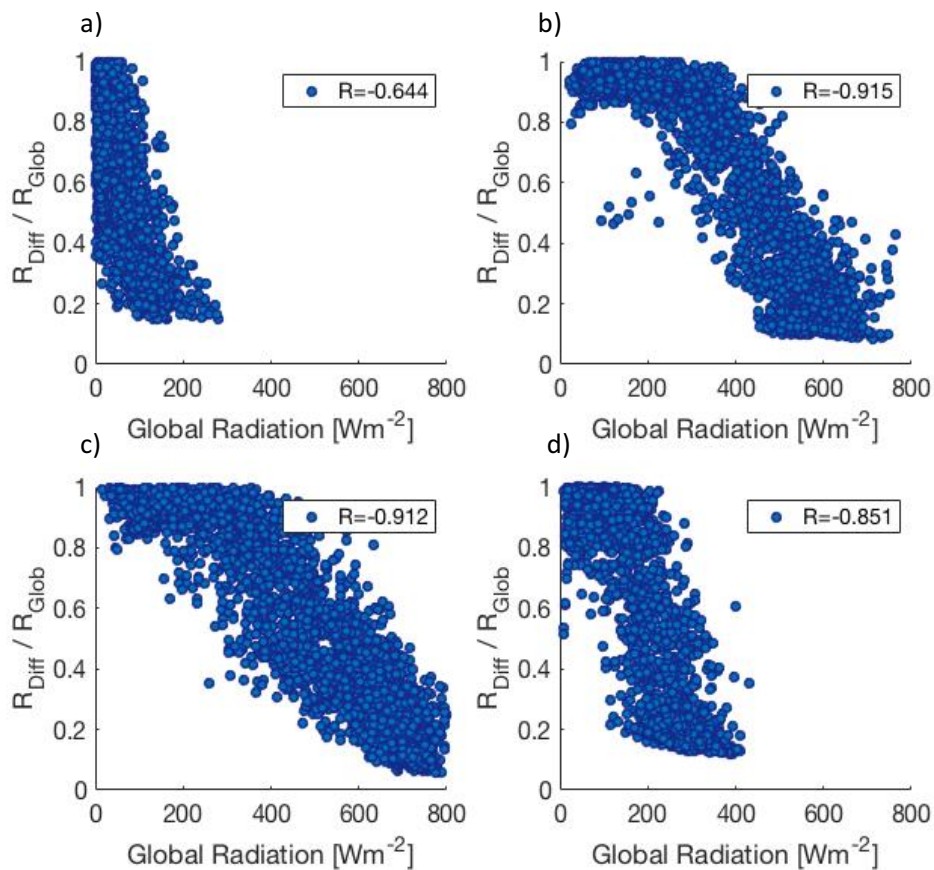 a)
1
0.8
0.6
0.4
0.2
0
R_Diff / R_Glob
R=-0.644
0 200 400 600 800
Global Radiation [Wm⁻²]
b)
1
0.8
0.6
0.4
0.2
0
R_Diff / R_Glob
R=-0.915
0 200 400 600 800
Global Radiation [Wm⁻²]
c)
1
0.8
0.6
0.4
0.2
0
R_Diff / R_Glob
R=-0.912
0 200 400 600 800
Global Radiation [Wm⁻²]
d)
1
0.8
0.6
0.4
0.2
0
R_Diff / R_Glob
R=-0.851
0 200 400 600 800
Global Radiation [Wm⁻²]